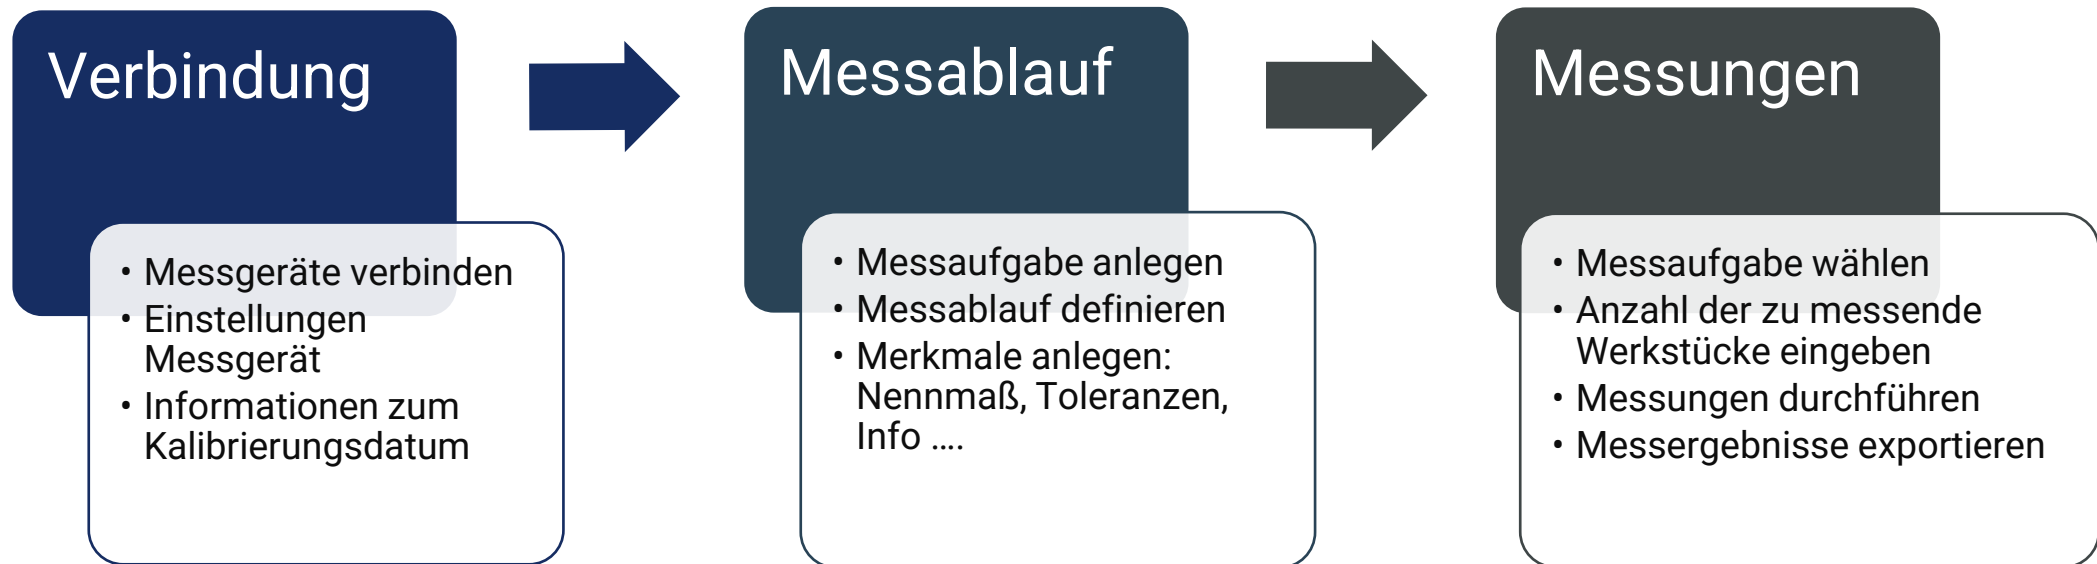 Verbindung
• Messgeräte verbinden
• Einstellungen
Messgerät
• Informationen zum
Kalibrierungsdatum
Messablauf
• Messaufgabe anlegen
• Messablauf definieren
• Merkmale anlegen:
Nennmaß, Toleranzen,
Info ....
Messungen
• Messaufgabe wählen
• Anzahl der zu messende
Werkstücke eingeben
• Messungen durchführen
• Messergebnisse exportieren